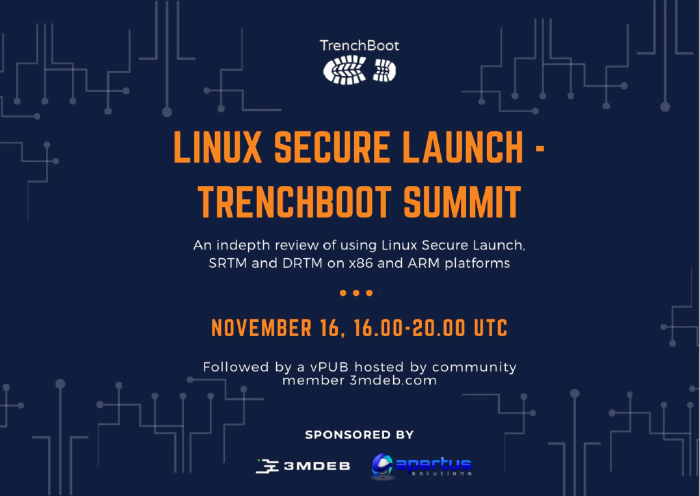 TrenchBoot
LINUX SECURE LAUNCH -
TRENCHBOOT SUMMIT
An indepth review of using Linux Secure Launch,
SRTM and DRTM on x86 and ARM platforms
NOVEMBER 16, 16.00-20.00 UTC
Followed by a vPUB hosted by community
member 3mdeb.com
SPONSORED BY
3MDEB apertus
solutions